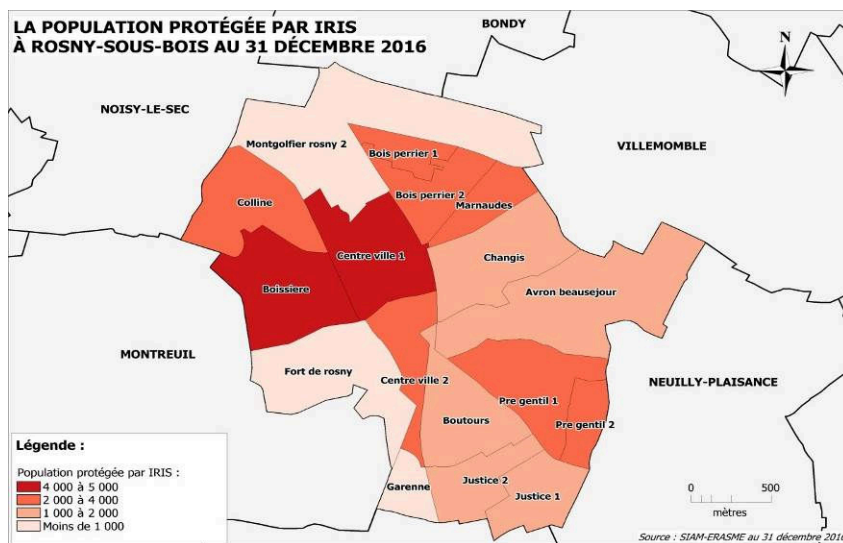 LA POPULATION PROTÉGÉE PAR IRIS
À ROSNY-SOUS-BOIS AU 31 DÉCEMBRE 2016
BONDY
N
NOISY-LE-SEC
VILLEMOMBLE
Montgolfier rosny 2
Bois perrier 1
Bois perrier 2
Marnaudes
Colline
Centre ville 1
Changis
Boissiere
Avron beausejour
MONTREUIL
Fort de rosny
Centre ville 2
NEUILLY-PLAISANCE
Pre gentil 1
Boutours
Pre gentil 2
Garenne
Justice 2
Justice 1
Légende :
Population protégée par IRIS :
4 000 à 5 000
2 000 à 4 000
1 000 à 2 000
Moins de 1 000
0 500
mètres
Source : SIAM-ERASME au 31 décembre 2016